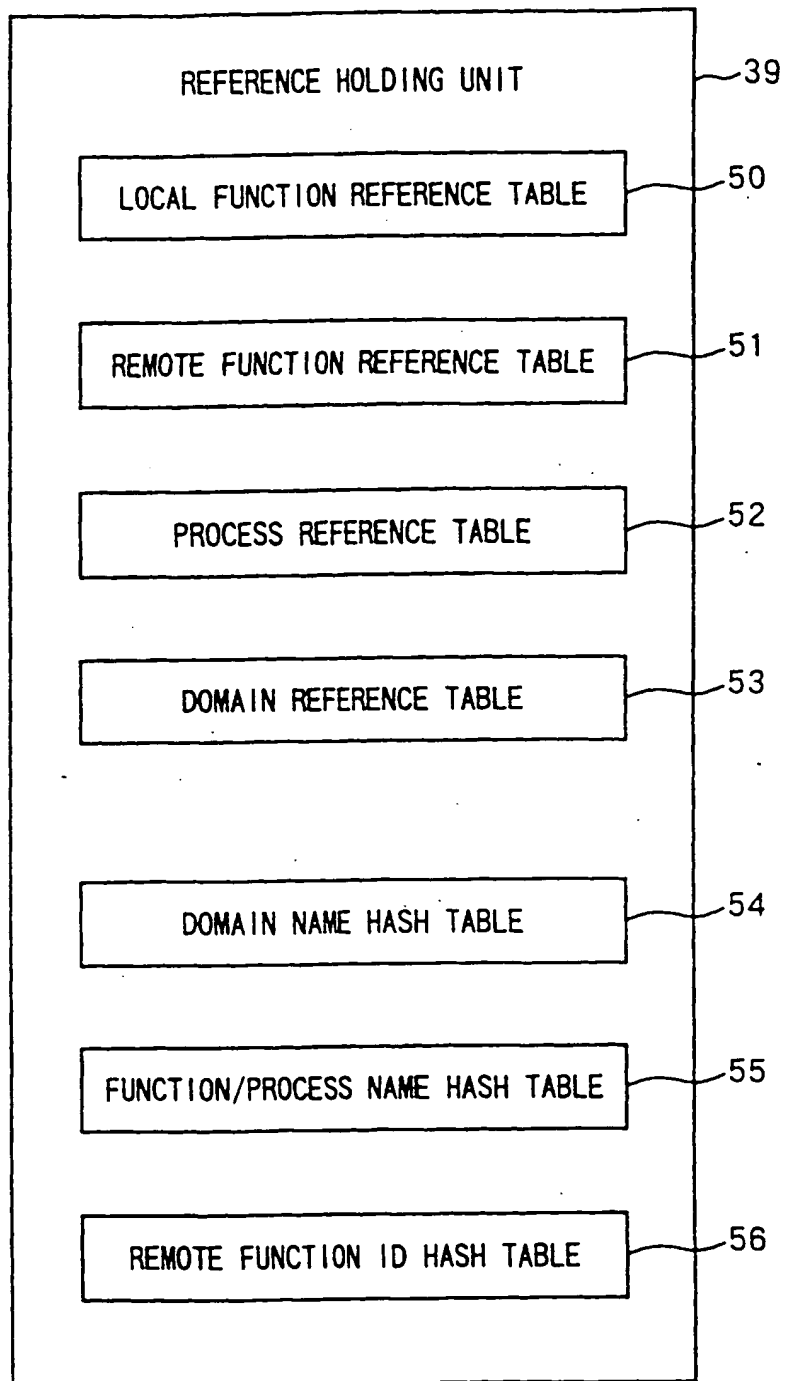 REFERENCE HOLDING UNIT 39
LOCAL FUNCTION REFERENCE TABLE 50
REMOTE FUNCTION REFERENCE TABLE 51
PROCESS REFERENCE TABLE 52
DOMAIN REFERENCE TABLE 53
DOMAIN NAME HASH TABLE 54
FUNCTION/PROCESS NAME HASH TABLE 55
REMOTE FUNCTION ID HASH TABLE 56